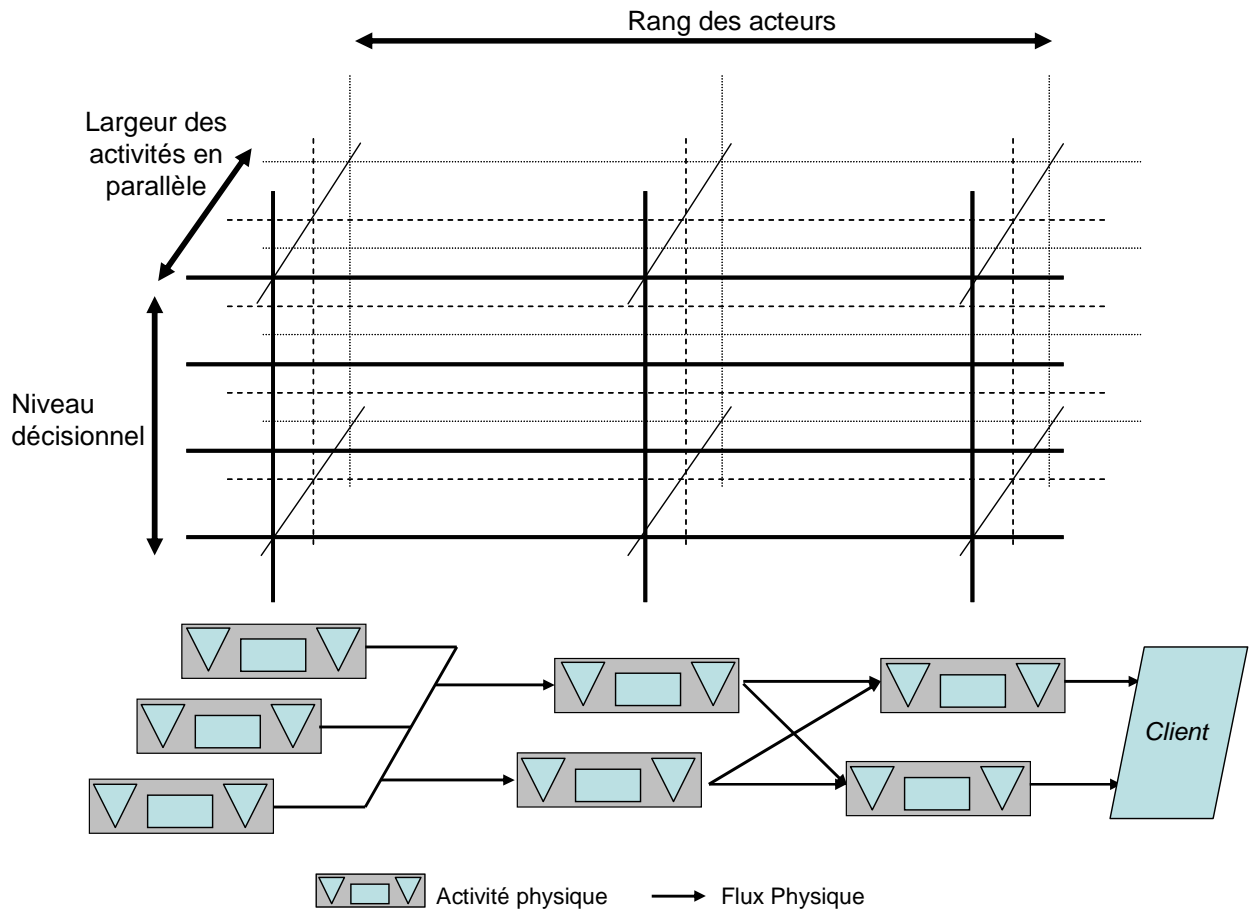 Rang des acteurs
Largeur des
activités en
parallèle
Niveau
décisionnel
Client
Activité physique
Flux Physique